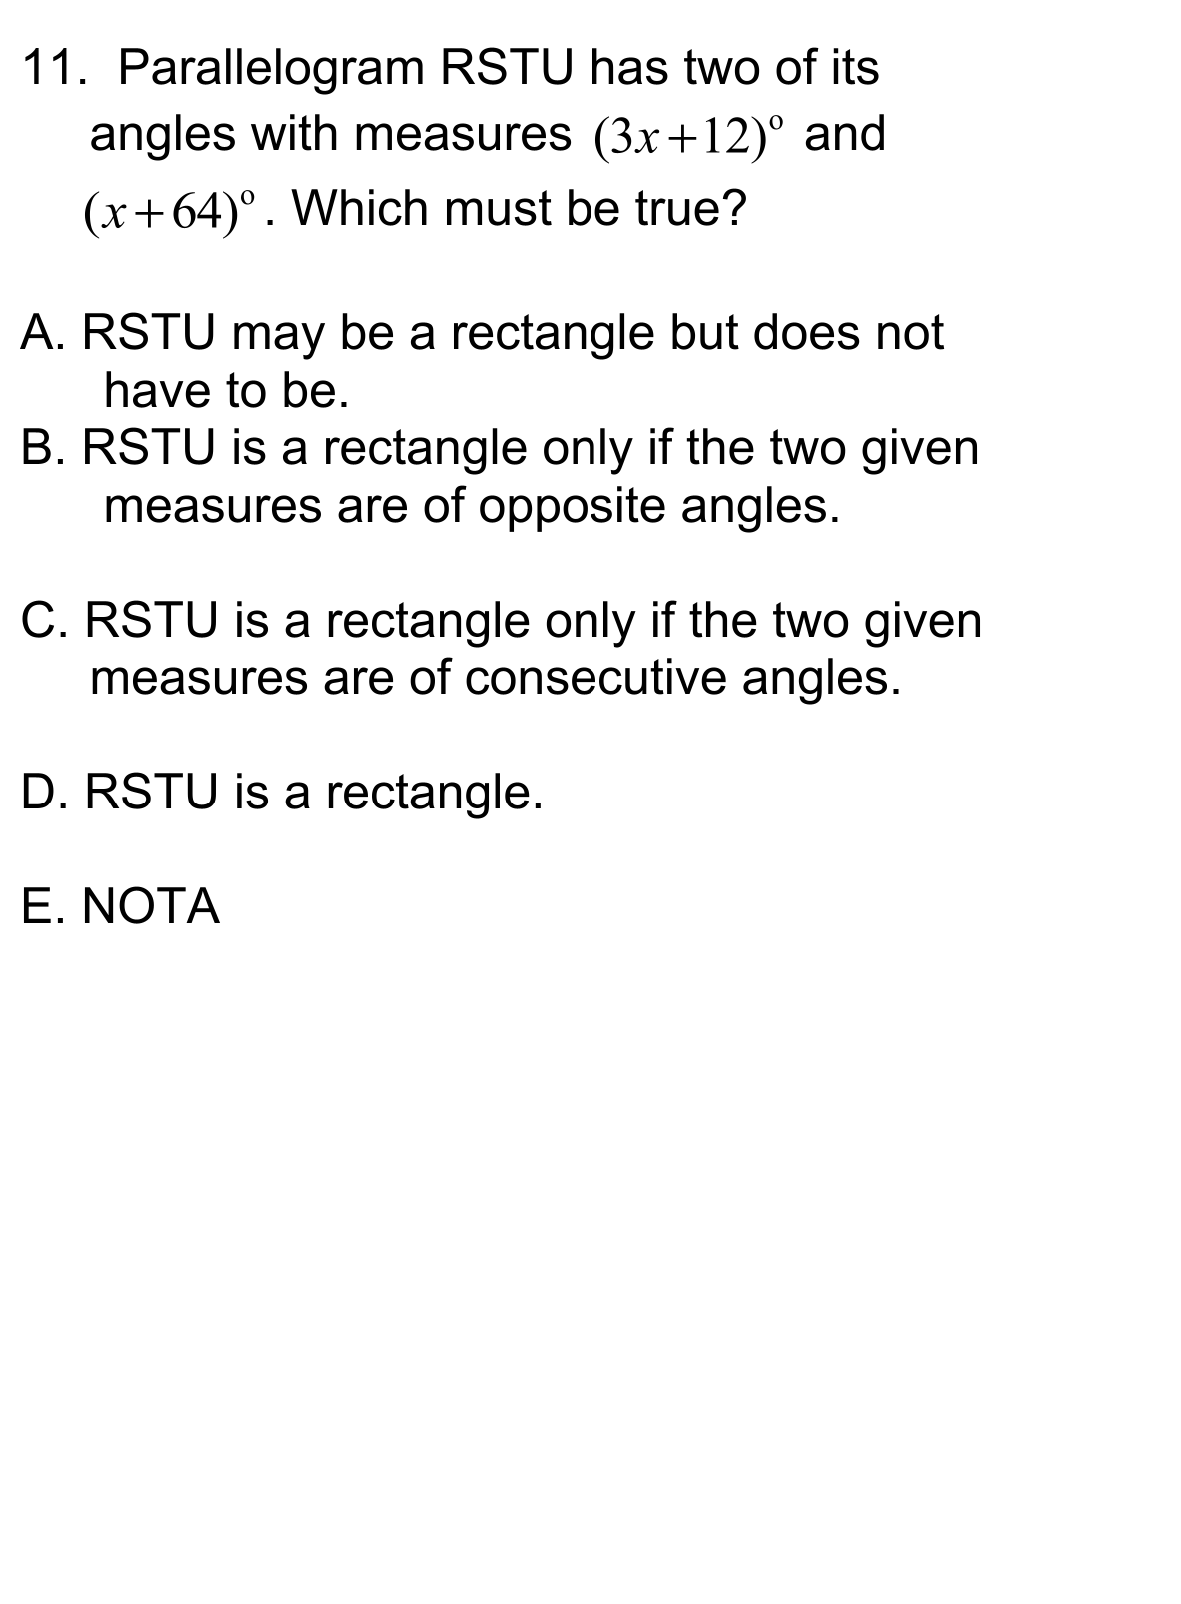 11. Parallelogram RSTU has two of its
angles with measures (3x+12)º and
(x+64)º. Which must be true?
A. RSTU may be a rectangle but does not
have to be.
B. RSTU is a rectangle only if the two given
measures are of opposite angles.
C. RSTU is a rectangle only if the two given
measures are of consecutive angles.
D. RSTU is a rectangle.
E. NOTA